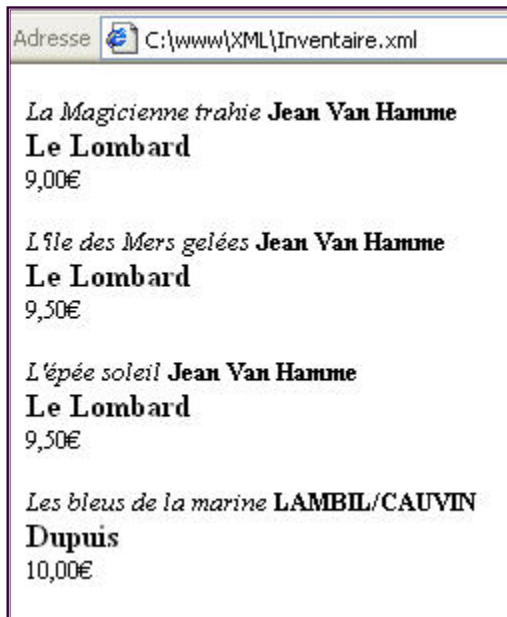 Adresse C:\www\XML\Inventaire.xml
La Magicienne trahie Jean Van Hamme
Le Lombard
9,00€
L'île des Mers gelées Jean Van Hamme
Le Lombard
9,50€
L'épée soleil Jean Van Hamme
Le Lombard
9,50€
Les bleus de la marine LAMBIL/CAUVIN
Dupuis
10,00€